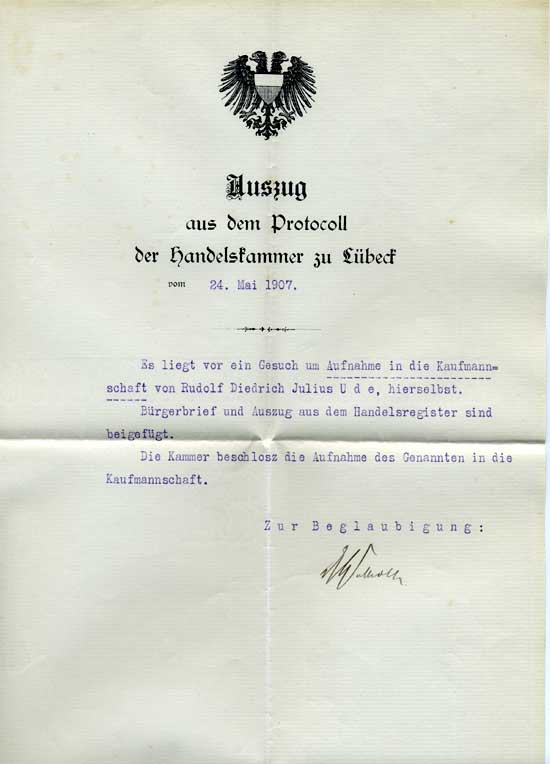 Auszug
aus dem Protocoll
der Handelskammer zu Lübeck
vom 24. Mai 1907.
Es liegt vor ein Gesuch um Aufnahme in die Kaufmann=
schaft von Rudolf Diedrich Julius U d e, hierselbst.
Bürgerbrief und Auszug aus dem Handelsregister sind
beigefügt.
Die Kammer beschlosz die Aufnahme des Genannten in die
Kaufmannschaft.
Zur Beglaubigung: